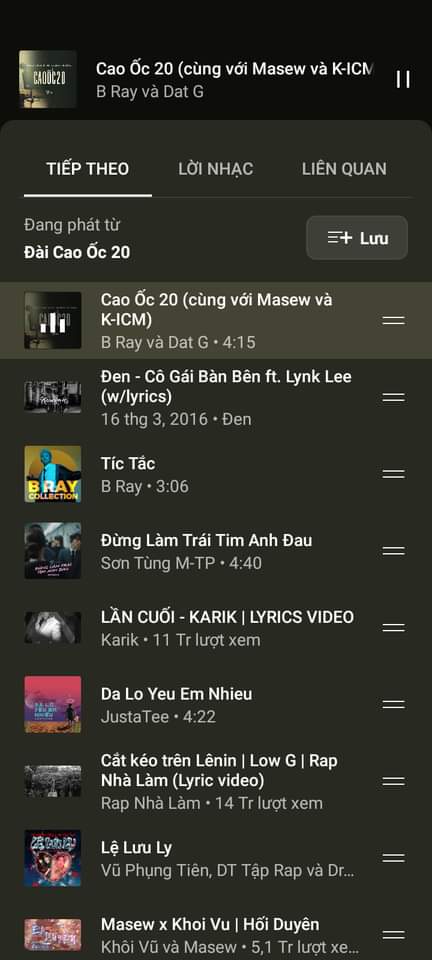 Cao Ốc 20 (cùng với Masew và K-ICM
B Ray và Dat G
TIẾP THEO
LỜI NHẠC
LIÊN QUAN
Đang phát từ
Đài Cao Ốc 20
Lưu
Cao Ốc 20 (cùng với Masew và
K-ICM)
B Ray và Dat G • 4:15
Đen - Cô Gái Bàn Bên ft. Lynk Lee
(w/lyrics)
16 thg 3, 2016 • Đen
Tíc Tắc
B Ray • 3:06
B RAY
COLLECTION
Đừng Làm Trái Tim Anh Đau
Sơn Tùng M-TP • 4:40
LẦN CUỐI - KARIK | LYRICS VIDEO
Karik • 11 Tr lượt xem
Da Lo Yeu Em Nhieu
JustaTee • 4:22
Cắt kéo trên Lênin | Low G | Rap
Nhà Làm (Lyric video)
Rap Nhà Làm • 14 Tr lượt xem
Lệ Lưu Ly
Vũ Phụng Tiên, DT Tập Rap và Dr...
Masew x Khoi Vu | Hối Duyên
Khôi Vũ và Masew • 5,1 Tr lượt xe...